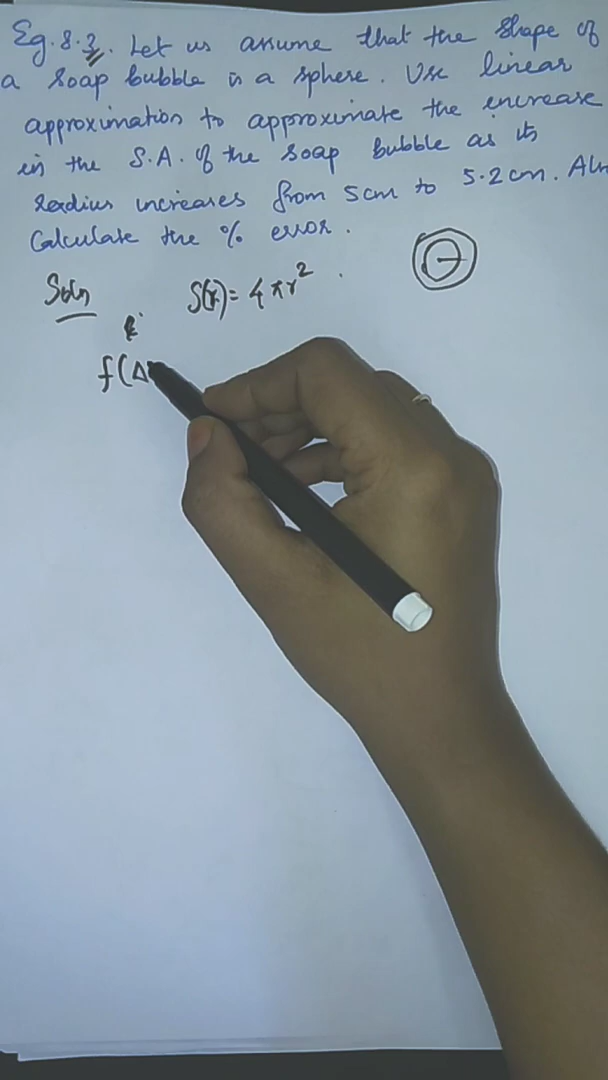 Eg. 8.3. Let us assume that the shape of
a soap bubble is a sphere. Use linear
approximation to approximate the increase
in the S.A. of the soap bubble as its
radius increases from 5cm to 5.2cm. Also
Calculate the % error.
Soln S(r) = 4πr²
f(Δ